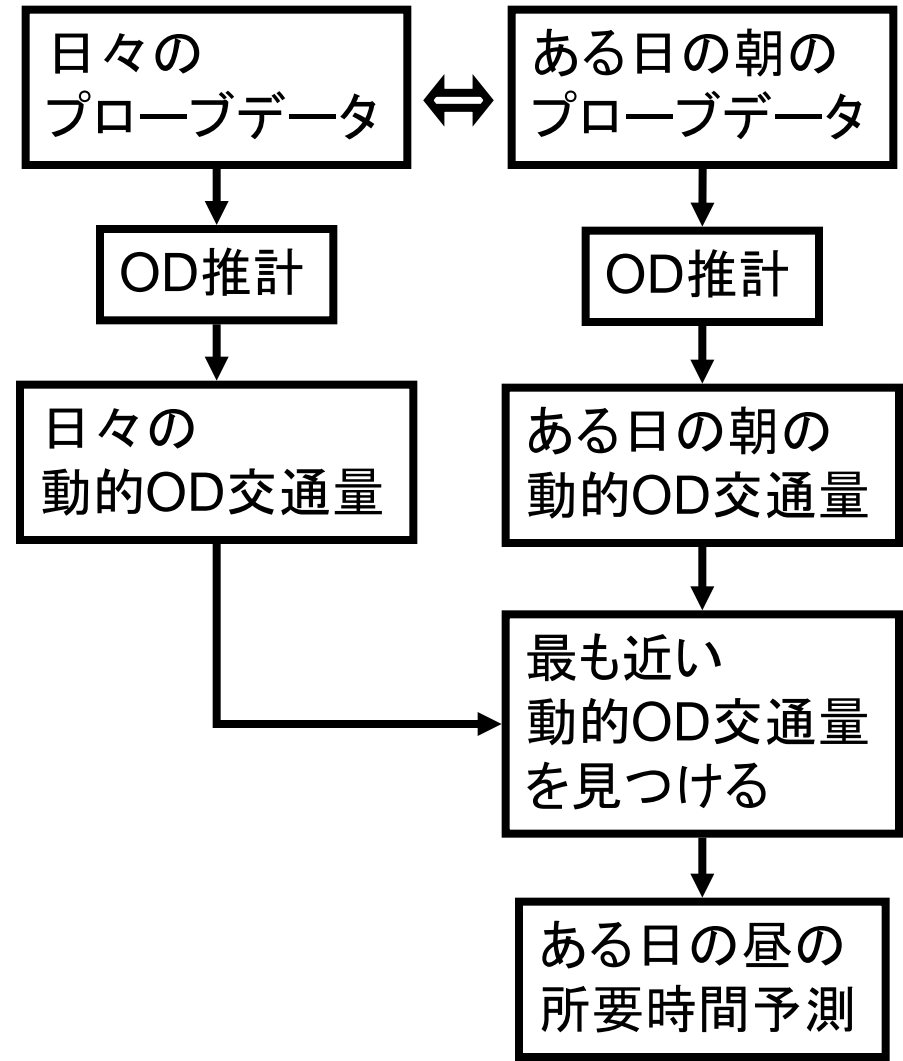 日々の
プローブデータ
ある日の朝の
プローブデータ
OD推計
OD推計
日々の
動的OD交通量
ある日の朝の
動的OD交通量
最も近い
動的OD交通量
を見つける
ある日の昼の
所要時間予測